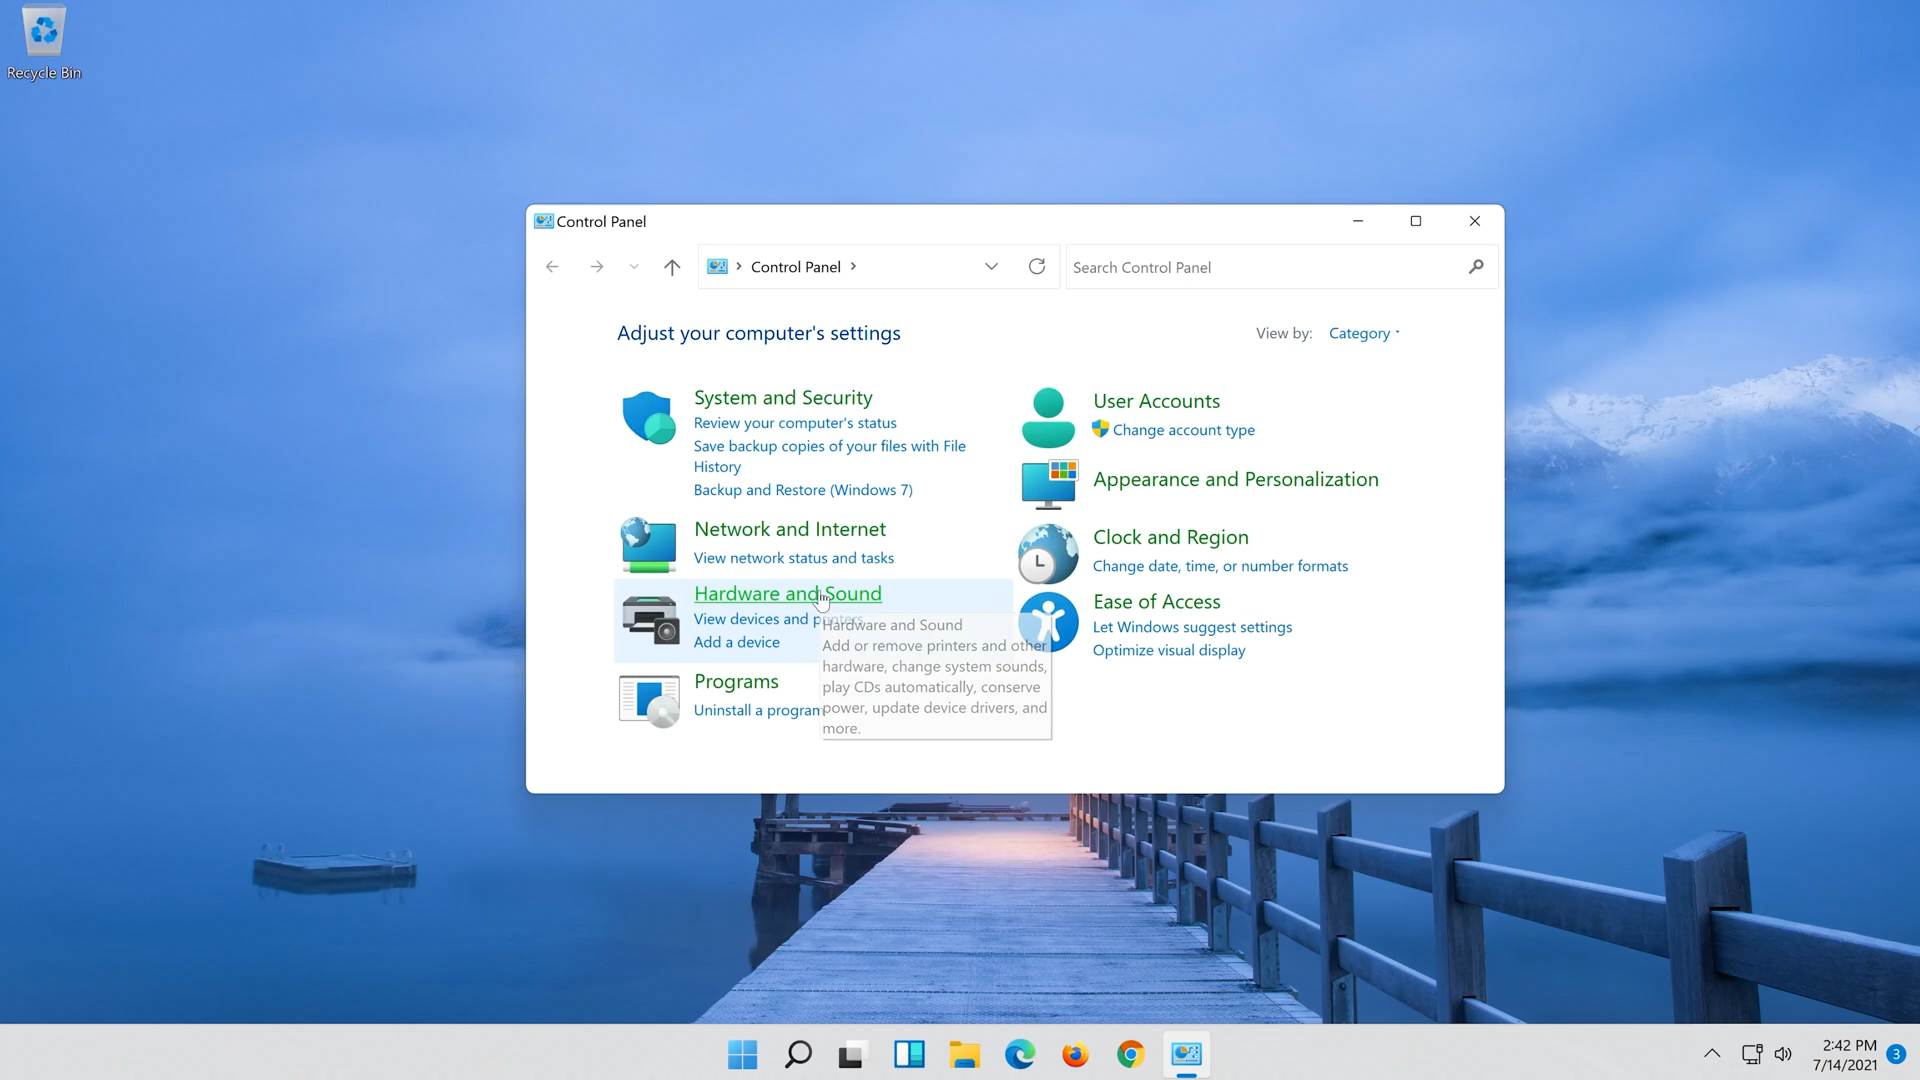 Recycle Bin
Control Panel
Control Panel
Search Control Panel
Adjust your computer's settings
View by: Category
System and Security
Review your computer's status
Save backup copies of your files with File
History
Backup and Restore (Windows 7)
Network and Internet
View network status and tasks
Hardware and Sound
View devices and printers
Add a device
Programs
Uninstall a program
Hardware and Sound
Add or remove printers and other
hardware, change system sounds,
play CDs automatically, conserve
power, update device drivers, and
more.
User Accounts
Change account type
Appearance and Personalization
Clock and Region
Change date, time, or number formats
Ease of Access
Let Windows suggest settings
Optimize visual display
2:42 PM
7/14/2021
3